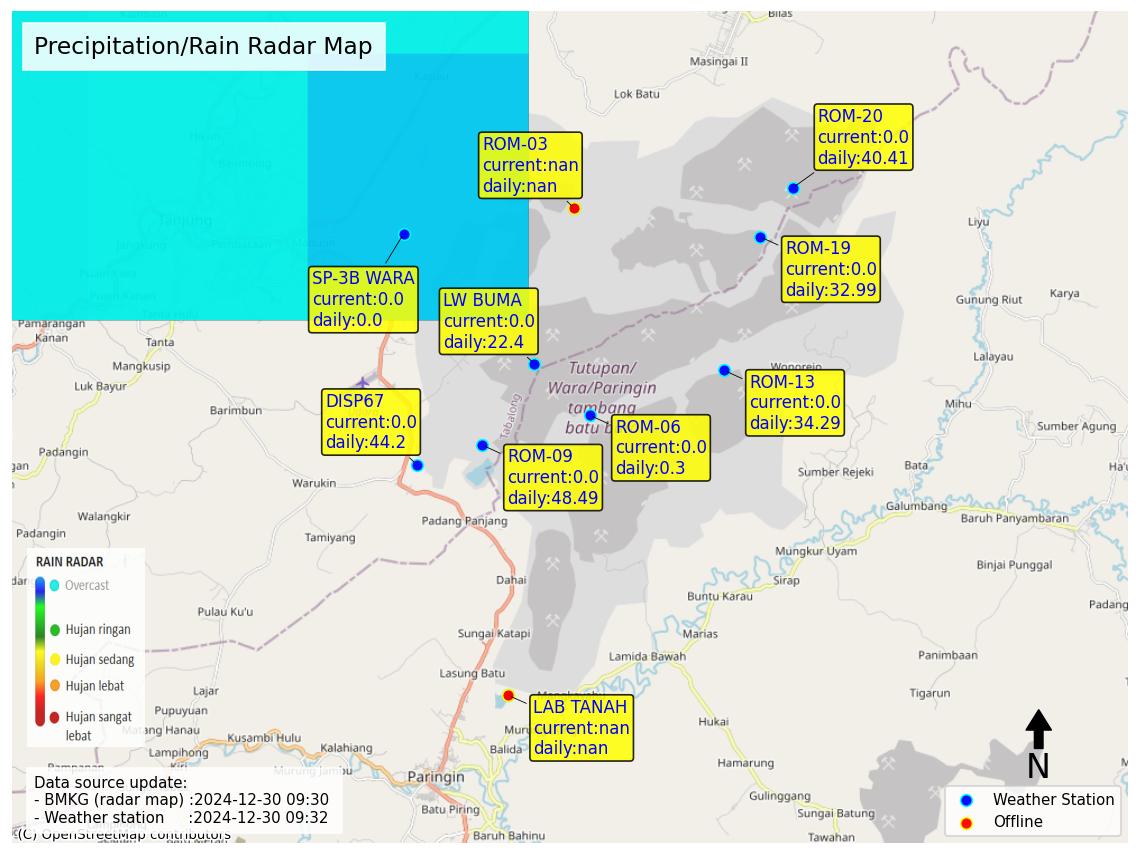 Precipitation/Rain Radar Map
Bilas
Masingai II
Lok Batu
Kapar
ROM-20
current:0.0
daily:40.41
ROM-03
current:nan
daily:nan
Tanjung
Jangkung
Pembataan
Liyu
SP-3B WARA
current:0.0
daily:0.0
LW BUMA
current:0.0
daily:22.4
ROM-19
current:0.0
daily:32.99
Gunung Riut
Karya
Pamarangan
Kanan
Tanta Hulu
Tanta
Mangkusip
Luk Bayur
Barimbun
Lalayau
Wonorejo
Tutupan/
Wara/Paringin
tambang
batu b
Tabalong
ROM-13
current:0.0
daily:34.29
DISP67
current:0.0
daily:44.2
ROM-06
current:0.0
daily:0.3
ROM-09
current:0.0
daily:48.49
Mihu
Sumber Agung
Bata
Sumber Rejeki
gan
Warukin
Walangkir
Padangin
Tamiyang
Padang Panjang
Galumbang
Baruh Panyambaran
Mungkur Uyam
Binjai Punggal
Sirap
Dahai
Buntu Karau
Padang
Pulau Ku'u
Sungai Katapi
Marias
Lamida Bawah
Panimbaan
Lasung Batu
Tigarun
RAIN RADAR
Overcast
Hujan ringan
Hujan sedang
Hujan lebat
Hujan sangat
lebat
Lajar
Pupuyuan
Matang Hanau
Lampihong
Kusambi Hulu
Kalahiang
Murung Jambu
LAB TANAH
current:nan
daily:nan
Muru
Balida
Hukai
Hamarung
Paringin
Batu Piring
Baruh Bahinu
Gulinggang
Sungai Batung
Tawahan
N
Data source update:
- BMKG (radar map) :2024-12-30 09:30
- Weather station :2024-12-30 09:32
(C) OpenStreetMap contributors
Weather Station
Offline